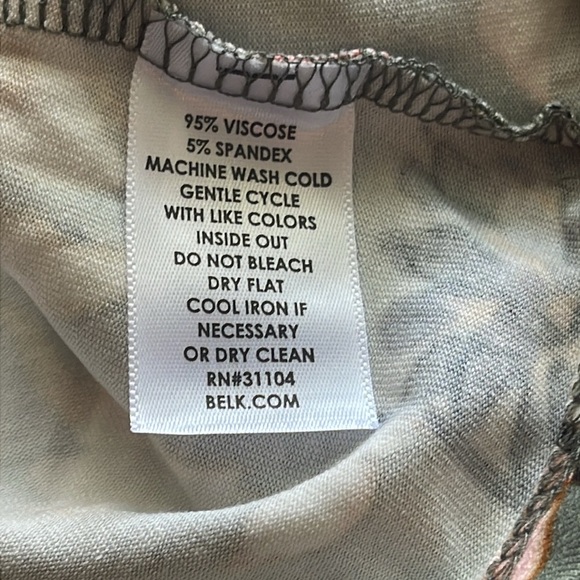 95% VISCOSE
5% SPANDEX
MACHINE WASH COLD
GENTLE CYCLE
WITH LIKE COLORS
INSIDE OUT
DO NOT BLEACH
DRY FLAT
COOL IRON IF
NECESSARY
OR DRY CLEAN
RN#31104
BELK.COM